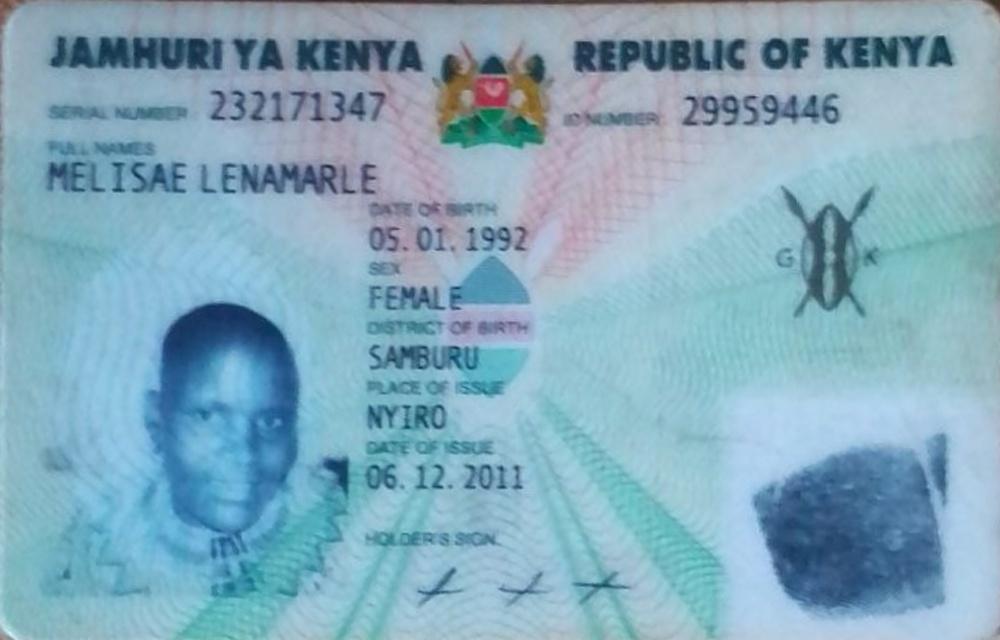 JAMHURI YA KENYA REPUBLIC OF KENYA
SERIAL NUMBER 232171347 ID NUMBER 29959446
FULL NAMES
MELISAE LENAMARLE
DATE OF BIRTH
05. 01. 1992
SEX
FEMALE
G K
DISTRICT OF BIRTH
SAMBURU
PLACE OF ISSUE
NYIRO
DATE OF ISSUE
06. 12. 2011
HOLDER'S SIGN.